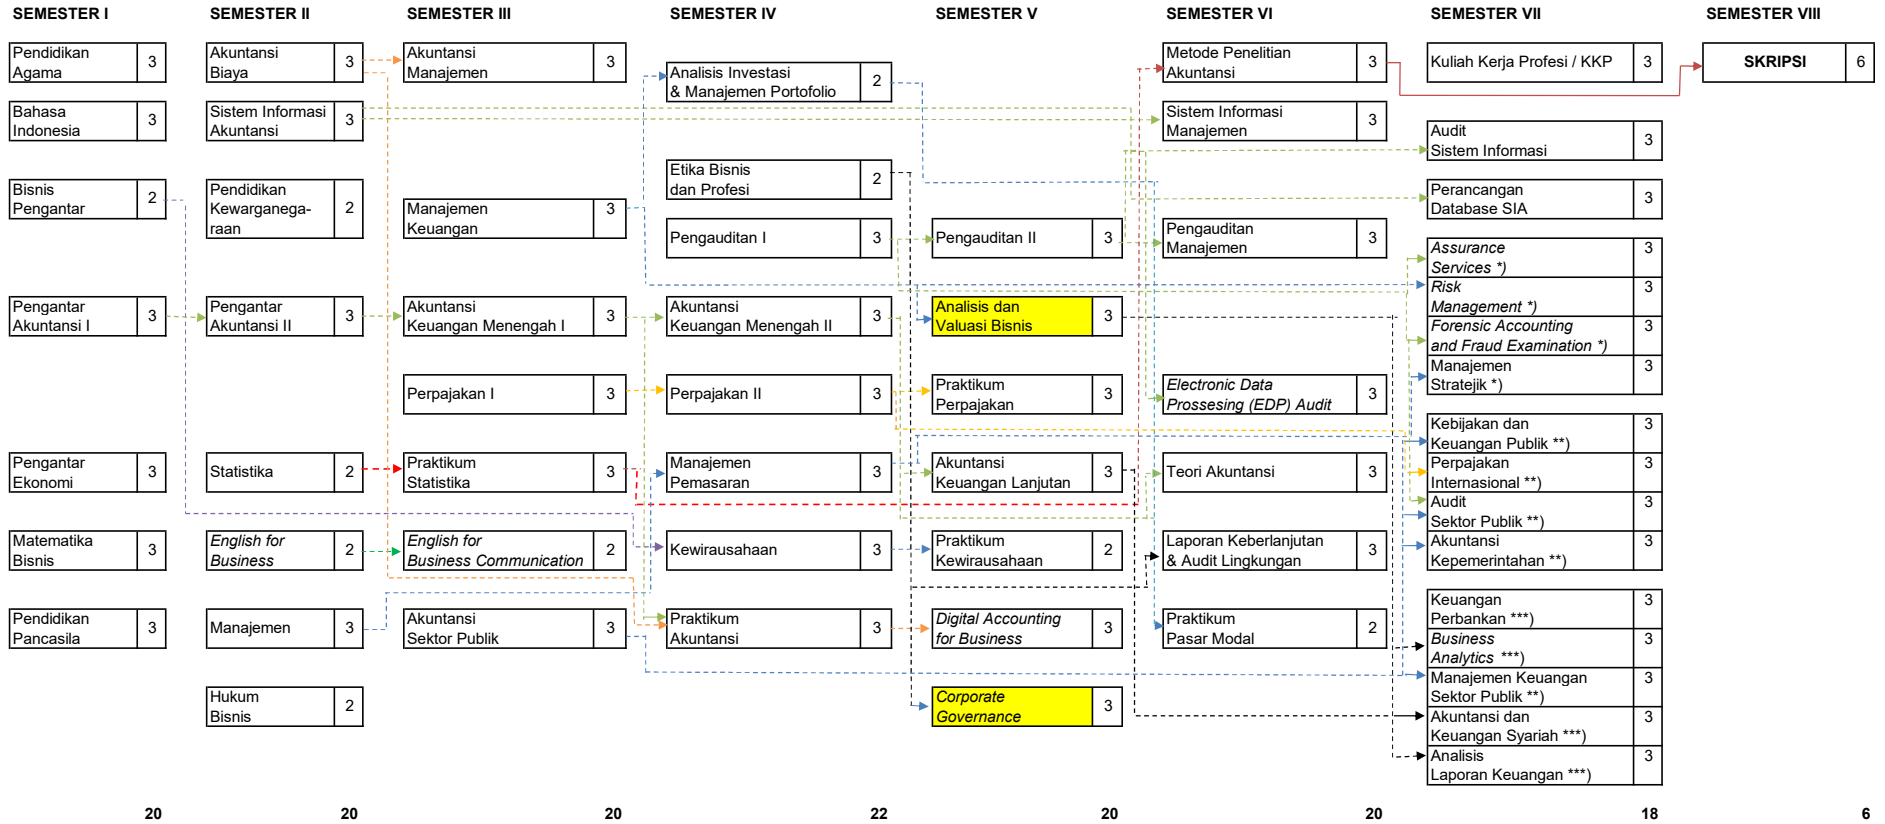 SEMESTER I
Pendidikan
Agama
3
Bahasa
Indonesia
3
Bisnis
Pengantar
2
Pengantar
Akuntansi I
3
Pengantar
Ekonomi
3
Matematika
Bisnis
3
Pendidikan
Pancasila
3
20
SEMESTER II
Akuntansi
Biaya
3
Sistem Informasi
Akuntansi
3
Pendidikan
Kewarganega-
raan
2
Pengantar
Akuntansi II
3
Statistika
2
English for
Business
2
Manajemen
3
Hukum
Bisnis
2
20
SEMESTER III
Akuntansi
Manajemen
3
Manajemen
Keuangan
3
Akuntansi
Keuangan Menengah I
3
Perpajakan I
3
Praktikum
Statistika
3
English for
Business Communication
2
Akuntansi
Sektor Publik
3
20
SEMESTER IV
Analisis Investasi
& Manajemen Portofolio
2
Etika Bisnis
dan Profesi
2
Pengauditan I
3
Akuntansi
Keuangan Menengah II
3
Perpajakan II
3
Manajemen
Pemasaran
3
Kewirausahaan
3
Praktikum
Akuntansi
3
22
SEMESTER V
Pengauditan II
3
Analisis dan
Valuasi Bisnis
3
Praktikum
Perpajakan
3
Akuntansi
Keuangan Lanjutan
3
Praktikum
Kewirausahaan
2
Digital Accounting
for Business
3
Corporate
Governance
3
20
SEMESTER VI
Metode Penelitian
Akuntansi
3
Sistem Informasi
Manajemen
3
Pengauditan
Manajemen
3
Electronic Data
Prossesing (EDP) Audit
3
Teori Akuntansi
3
Laporan Keberlanjutan
& Audit Lingkungan
3
Praktikum
Pasar Modal
2
20
SEMESTER VII
Kuliah Kerja Profesi / KKP
3
Audit
Sistem Informasi
3
Perancangan
Database SIA
3
Assurance
Services *)
3
Risk
Management *)
3
Forensic Accounting
and Fraud Examination *)
3
Manajemen
Stratejik *)
3
Kebijakan dan
Keuangan Publik **)
3
Perpajakan
Internasional **)
3
Audit
Sektor Publik **)
3
Akuntansi
Kepemerintahan **)
3
Keuangan
Perbankan ***)
3
Business
Analytics ***)
3
Manajemen Keuangan
Sektor Publik **)
3
Akuntansi dan
Keuangan Syariah ***)
3
Analisis
Laporan Keuangan ***)
3
18
SEMESTER VIII
SKRIPSI
6
6